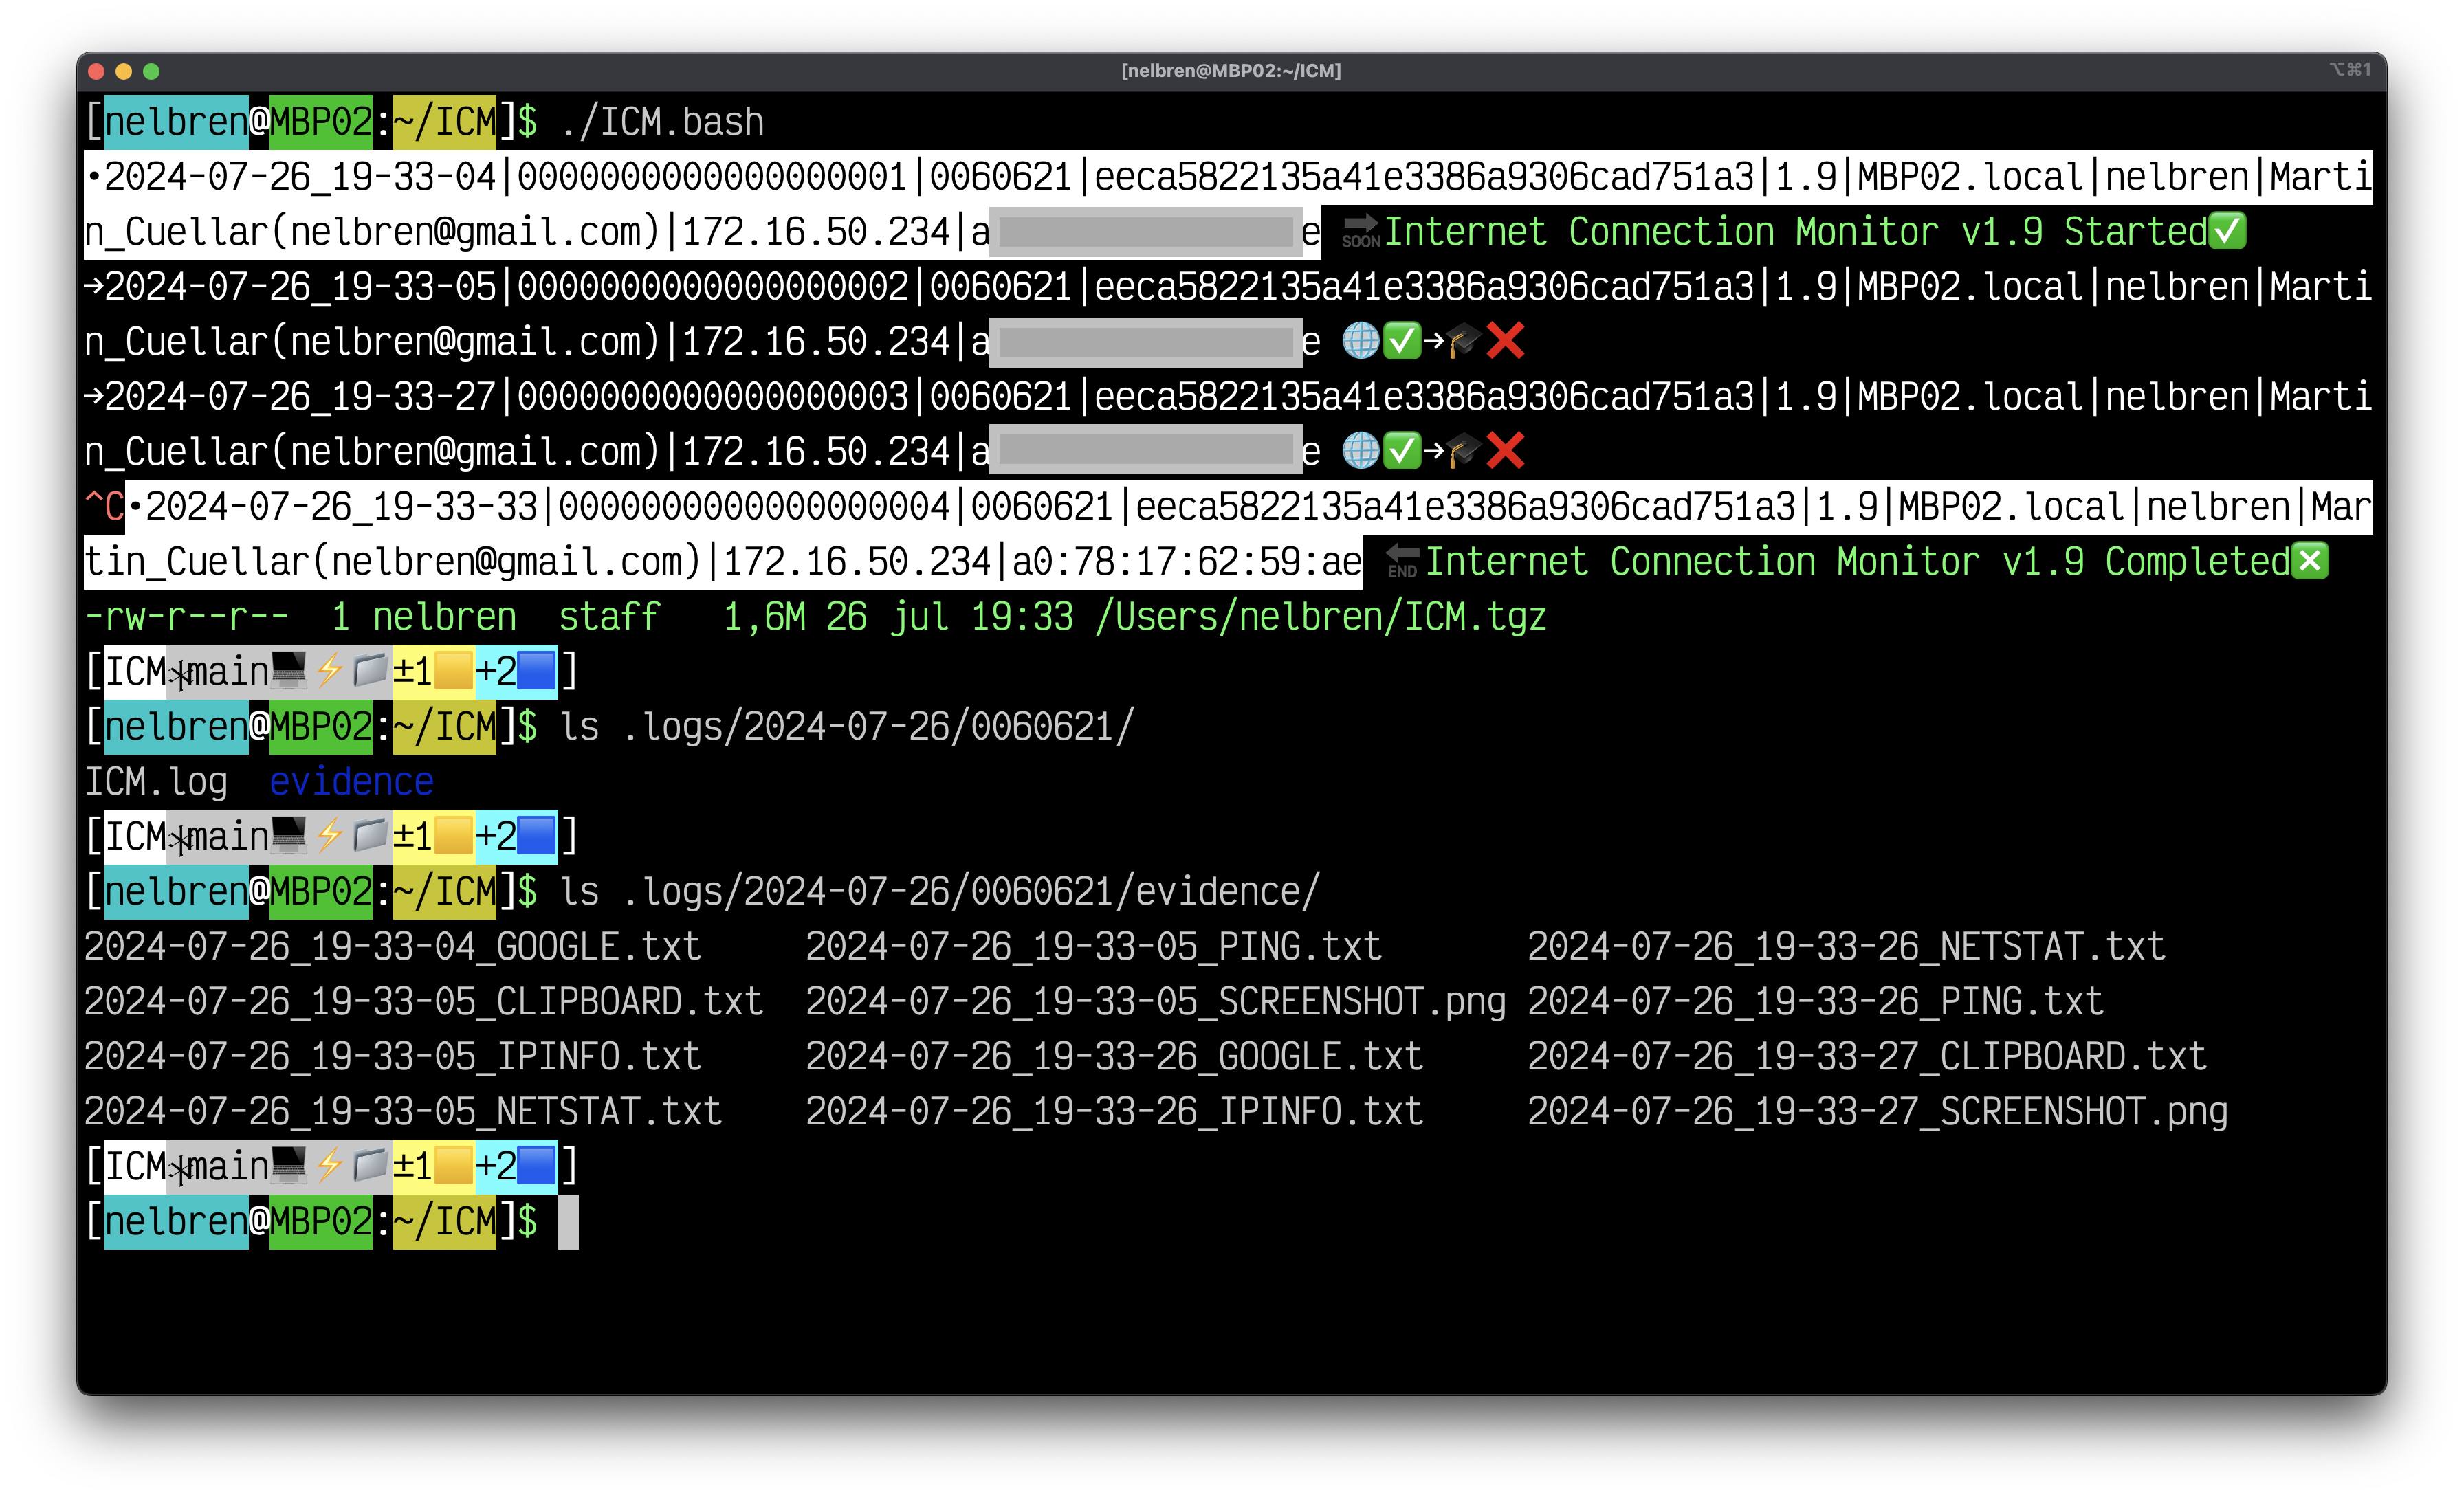 [nelbren@MBP02:~/ICM]
⌥⌘1
[nelbren@MBP02:~/ICM]$ ./ICM.bash
•2024-07-26_19-33-04|0000000000000000001|0060621|eeca5822135a41e3386a9306cad751a3|1.9|MBP02.local|nelbren|Marti
n_Cuellar(nelbren@gmail.com)|172.16.50.234|a e 🔜Internet Connection Monitor v1.9 Started✅
→2024-07-26_19-33-05|0000000000000000002|0060621|eeca5822135a41e3386a9306cad751a3|1.9|MBP02.local|nelbren|Marti
n_Cuellar(nelbren@gmail.com)|172.16.50.234|a e 🌐✅→🎓❌
→2024-07-26_19-33-27|0000000000000000003|0060621|eeca5822135a41e3386a9306cad751a3|1.9|MBP02.local|nelbren|Marti
n_Cuellar(nelbren@gmail.com)|172.16.50.234|a e 🌐✅→🎓❌
^C•2024-07-26_19-33-33|0000000000000000004|0060621|eeca5822135a41e3386a9306cad751a3|1.9|MBP02.local|nelbren|Mar
tin_Cuellar(nelbren@gmail.com)|172.16.50.234|a0:78:17:62:59:ae 🔚Internet Connection Monitor v1.9 Completed❎
-rw-r--r--  1 nelbren  staff   1,6M 26 jul 19:33 /Users/nelbren/ICM.tgz
[ICM⁎main💻⚡📁±1🟨+2🟦]
[nelbren@MBP02:~/ICM]$ ls .logs/2024-07-26/0060621/
ICM.log  evidence
[ICM⁎main💻⚡📁±1🟨+2🟦]
[nelbren@MBP02:~/ICM]$ ls .logs/2024-07-26/0060621/evidence/
2024-07-26_19-33-04_GOOGLE.txt     2024-07-26_19-33-05_PING.txt       2024-07-26_19-33-26_NETSTAT.txt
2024-07-26_19-33-05_CLIPBOARD.txt  2024-07-26_19-33-05_SCREENSHOT.png 2024-07-26_19-33-26_PING.txt
2024-07-26_19-33-05_IPINFO.txt     2024-07-26_19-33-26_GOOGLE.txt     2024-07-26_19-33-27_CLIPBOARD.txt
2024-07-26_19-33-05_NETSTAT.txt    2024-07-26_19-33-26_IPINFO.txt     2024-07-26_19-33-27_SCREENSHOT.png
[ICM⁎main💻⚡📁±1🟨+2🟦]
[nelbren@MBP02:~/ICM]$